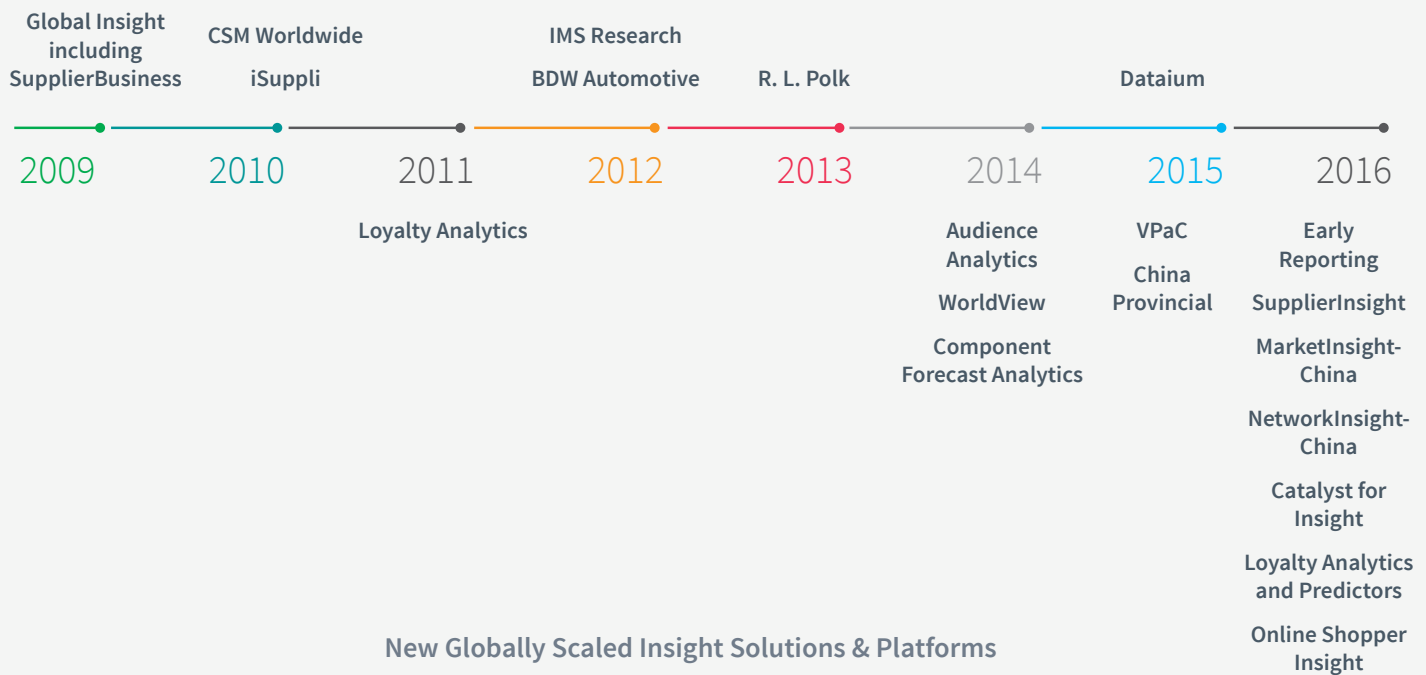 Global Insight
including
SupplierBusiness
CSM Worldwide
iSuppli
IMS Research
BDW Automotive
R. L. Polk
Dataium
2009
2010
2011
2012
2013
2014
2015
2016
Loyalty Analytics
Audience
Analytics
WorldView
Component
Forecast Analytics
VPaC
China
Provincial
Early
Reporting
SupplierInsight
MarketInsight-
China
NetworkInsight-
China
Catalyst for
Insight
Loyalty Analytics
and Predictors
Online Shopper
Insight
New Globally Scaled Insight Solutions & Platforms